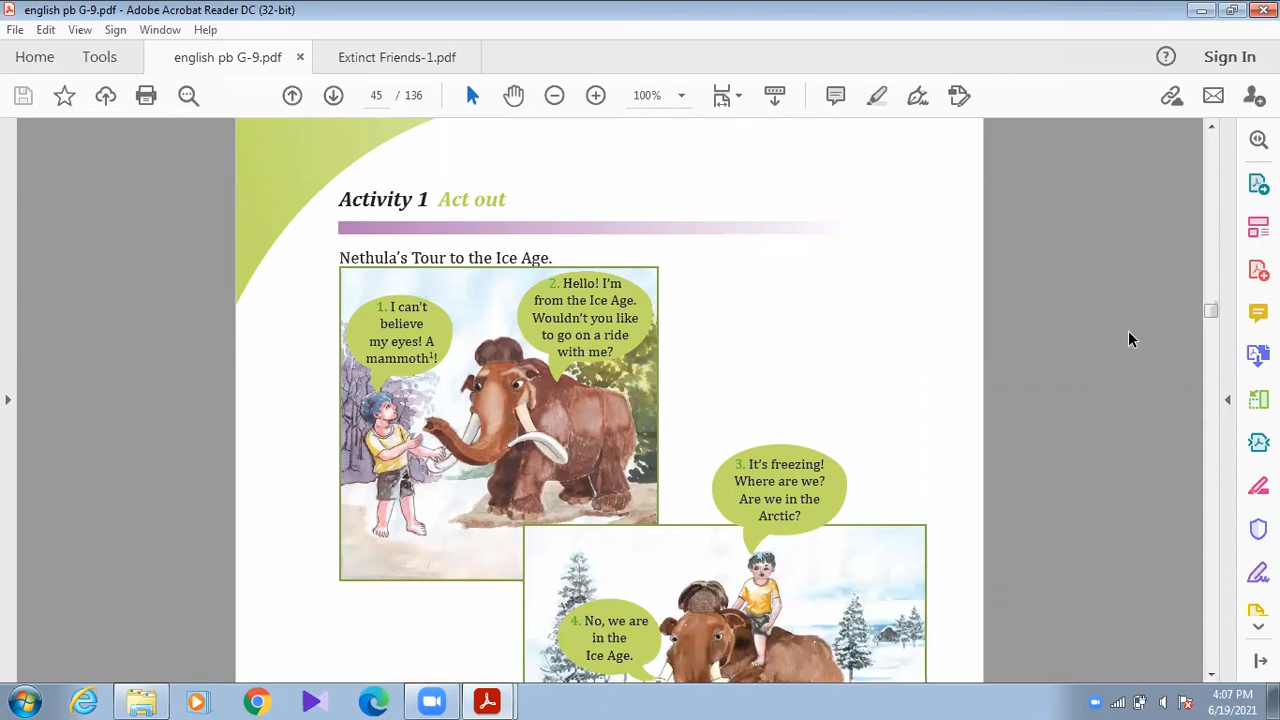 english pb G-9.pdf - Adobe Acrobat Reader DC (32-bit)
File Edit View Sign Window Help
Home Tools english pb G-9.pdf × Extinct Friends-1.pdf Sign In
45 / 136 100%
Activity 1 Act out
Nethula's Tour to the Ice Age.
1. I can't
believe
my eyes! A
mammoth¹!
2. Hello! I'm
from the Ice Age.
Wouldn't you like
to go on a ride
with me?
3. It's freezing!
Where are we?
Are we in the
Arctic?
4. No, we are
in the
Ice Age.
4:07 PM
6/19/2021